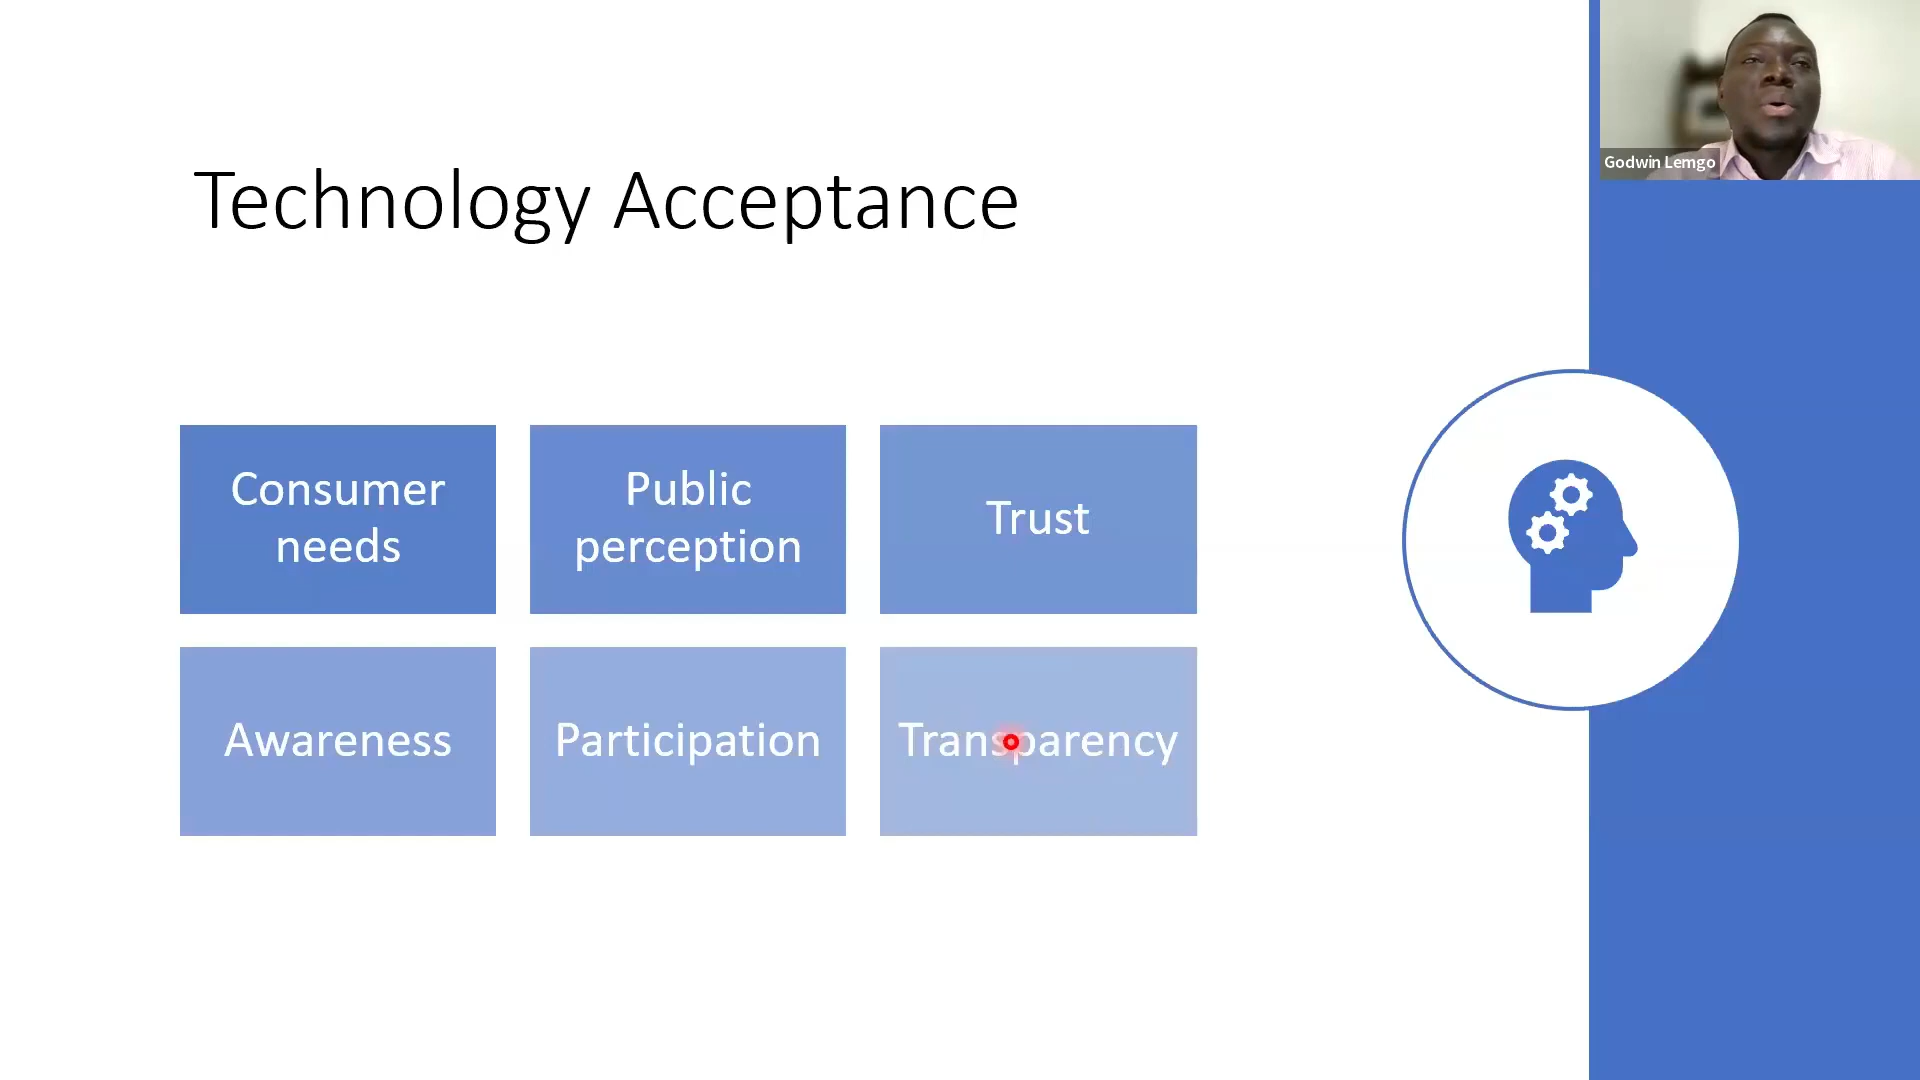 Godwin Lemgo
Technology Acceptance
Consumer
needs
Public
perception
Trust
Awareness
Participation
Transparency